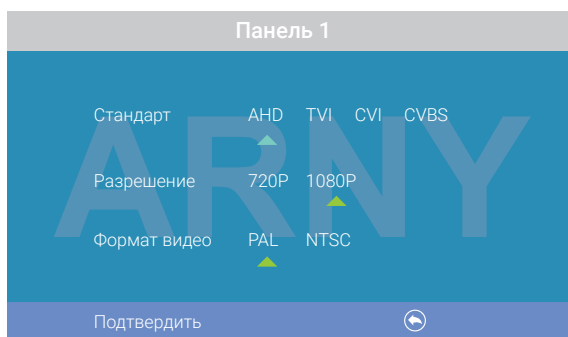 Панель 1
Стандарт AHD TVI CVI CVBS
Разрешение 720P 1080P
Формат видео PAL NTSC
Подтвердить
ARNY